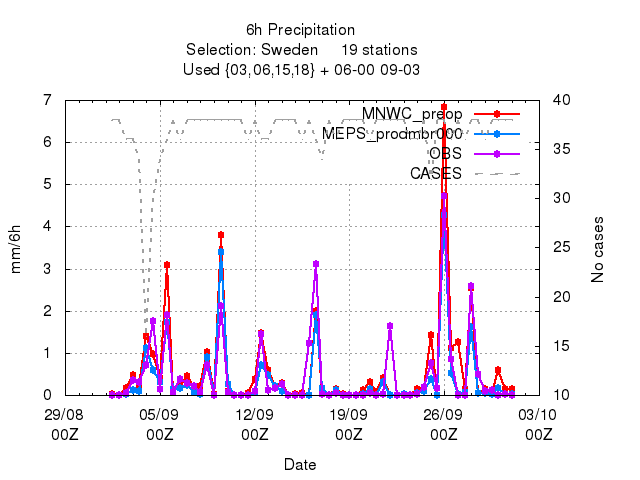 6h Precipitation
Selection: Sweden 19 stations
Used {03,06,15,18} + 06-00 09-03
7 40
MNWC_preop
MEPS_prodmbr000
6 35
OBS
CASES
5 30
4 25
3 20
2 15
1
0 10
mm/6h
No cases
29/08 05/09 12/09 19/09 26/09 03/10
00Z 00Z 00Z 00Z 00Z 00Z
Date